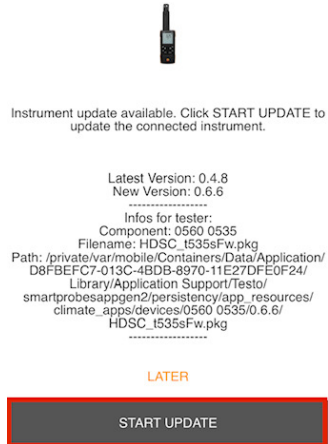 Instrument update available. Click START UPDATE to
update the connected instrument.
Latest Version: 0.4.8
New Version: 0.6.6
------------------
Infos for tester:
Component: 0560 0535
Filename: HDSC_t535sFw.pkg
Path: /private/var/mobile/Containers/Data/Application/
D8FBEFC7-013C-4BDB-8970-11E27DFE0F24/
Library/Application Support/Testo/
smartprobesappgen2/persistency/app_resources/
climate_apps/devices/0560 0535/0.6.6/
HDSC_t535sFw.pkg
------------------
LATER
START UPDATE